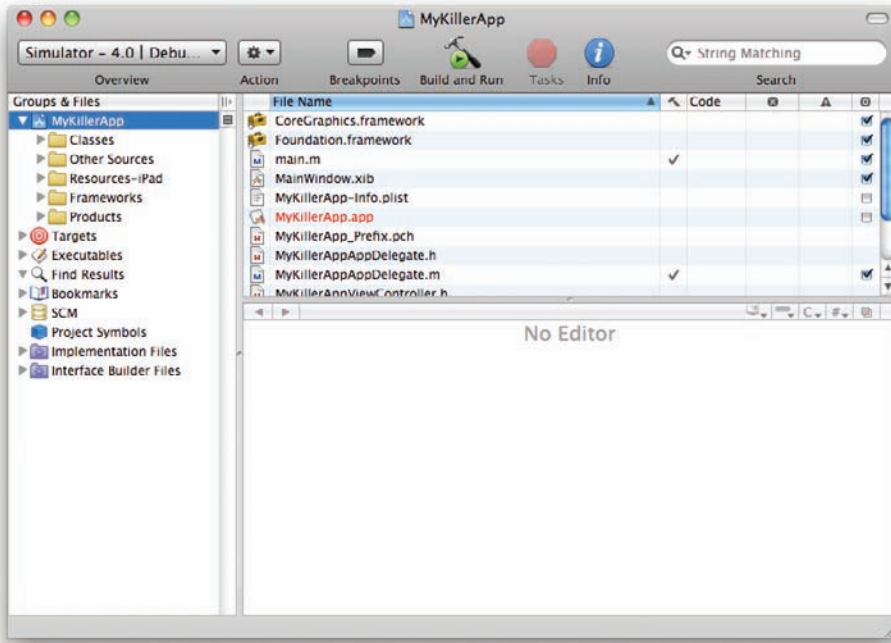 MyKillerApp
Simulator - 4.0 | Debu...
String Matching
Overview
Action
Breakpoints
Build and Run
Tasks
Info
Search
Groups & Files
MyKillerApp
Classes
Other Sources
Resources-iPad
Frameworks
Products
Targets
Executables
Find Results
Bookmarks
SCM
Project Symbols
Implementation Files
Interface Builder Files
File Name
Code
CoreGraphics.framework
Foundation.framework
main.m
MainWindow.xib
MyKillerApp-Info.plist
MyKillerApp.app
MyKillerApp_Prefix.pch
MyKillerAppAppDelegate.h
MyKillerAppAppDelegate.m
MyKillerAppViewController.h
C
#
No Editor